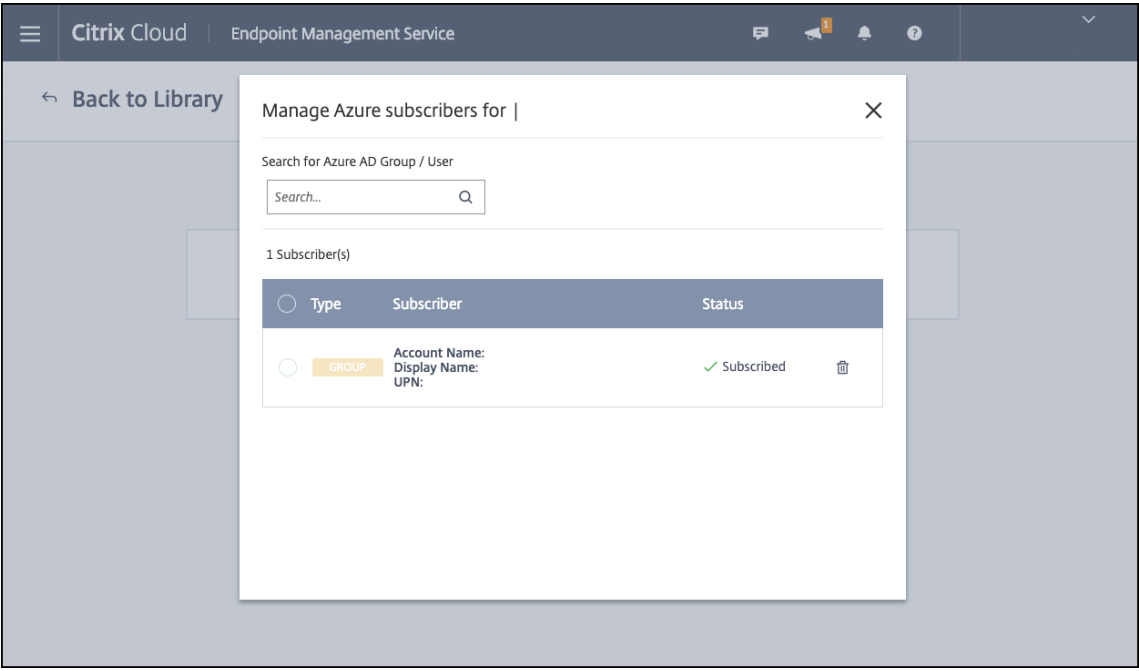 Citrix Cloud | Endpoint Management Service
1
Back to Library
Manage Azure subscribers for |
Search for Azure AD Group / User
Search...
1 Subscriber(s)
Type Subscriber Status
GROUP
Account Name:
Display Name:
UPN:
Subscribed